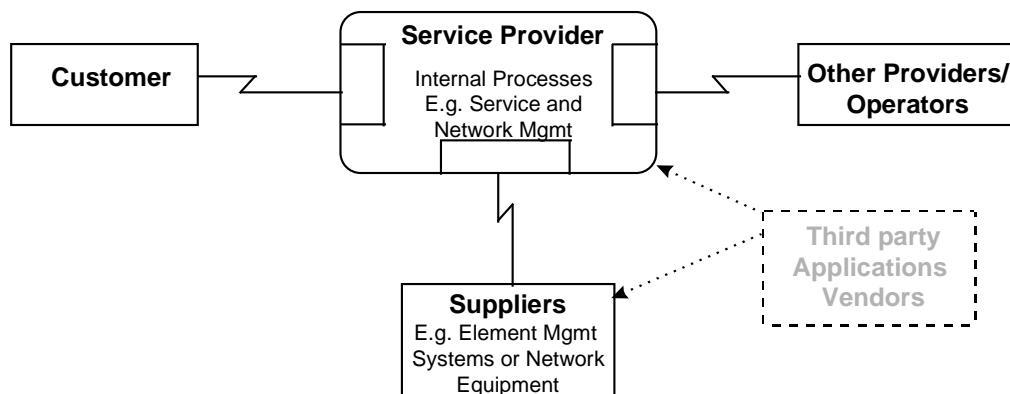 Service Provider
Internal Processes
E.g. Service and
Network Mgmt
Customer
Other Providers/
Operators
Third party
Applications
Vendors
Suppliers
E.g. Element Mgmt
Systems or Network
Equipment